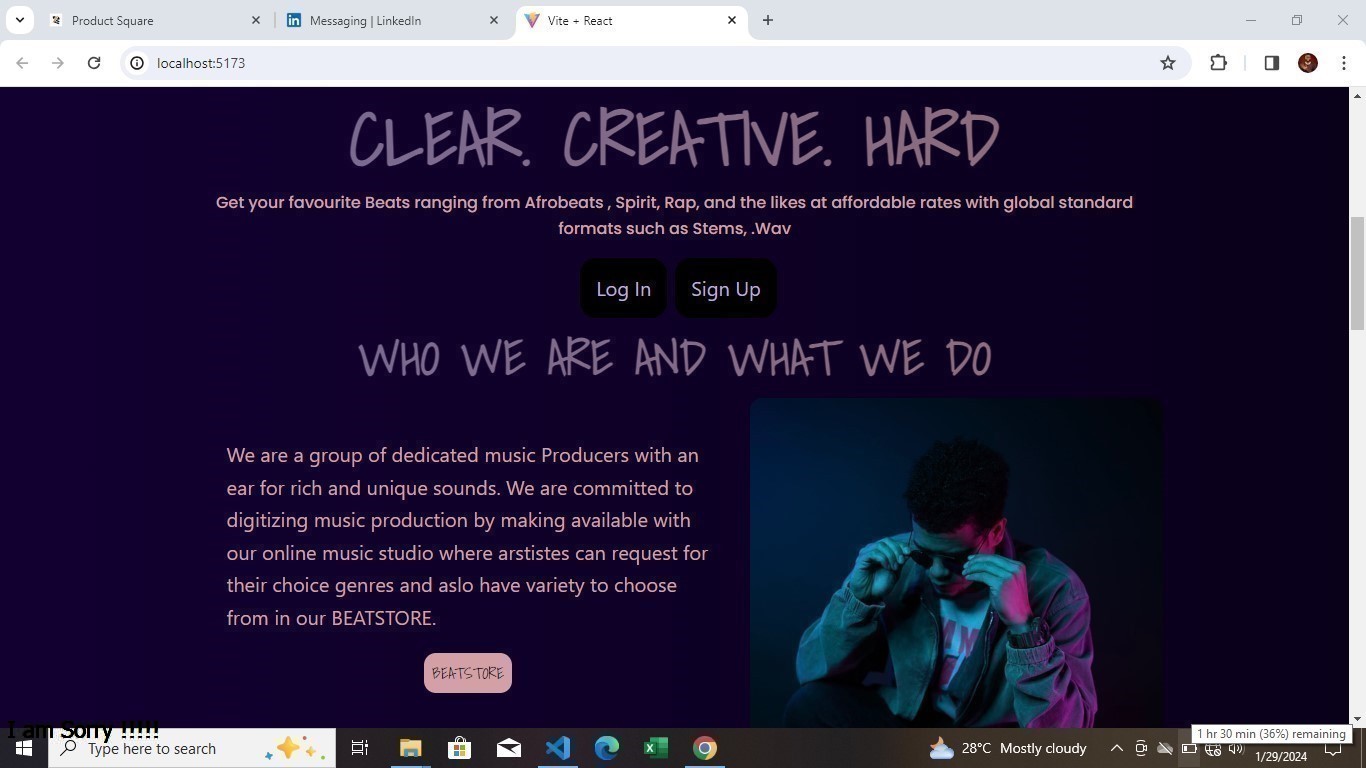 Product Square
Messaging | LinkedIn
Vite + React
localhost:5173
CLEAR. CREATIVE. HARD
Get your favourite Beats ranging from Afrobeats , Spirit, Rap, and the likes at affordable rates with global standard
formats such as Stems, .Wav
Log In
Sign Up
WHO WE ARE AND WHAT WE DO
We are a group of dedicated music Producers with an
ear for rich and unique sounds. We are committed to
digitizing music production by making available with
our online music studio where arstistes can request for
their choice genres and aslo have variety to choose
from in our BEATSTORE.
BEATSTORE
I am Sorry !!!!!
1 hr 30 min (36%) remaining
Type here to search
28°C Mostly cloudy
1/29/2024